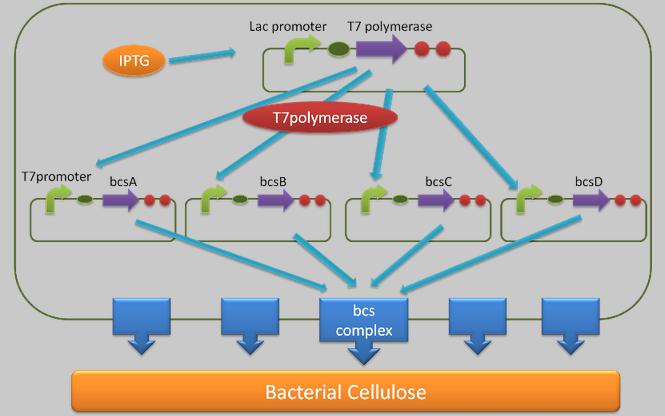 Lac promoter T7 polymerase
IPTG
T7polymerase
T7promoter bcsA bcsB bcsC bcsD
bcs
complex
Bacterial Cellulose